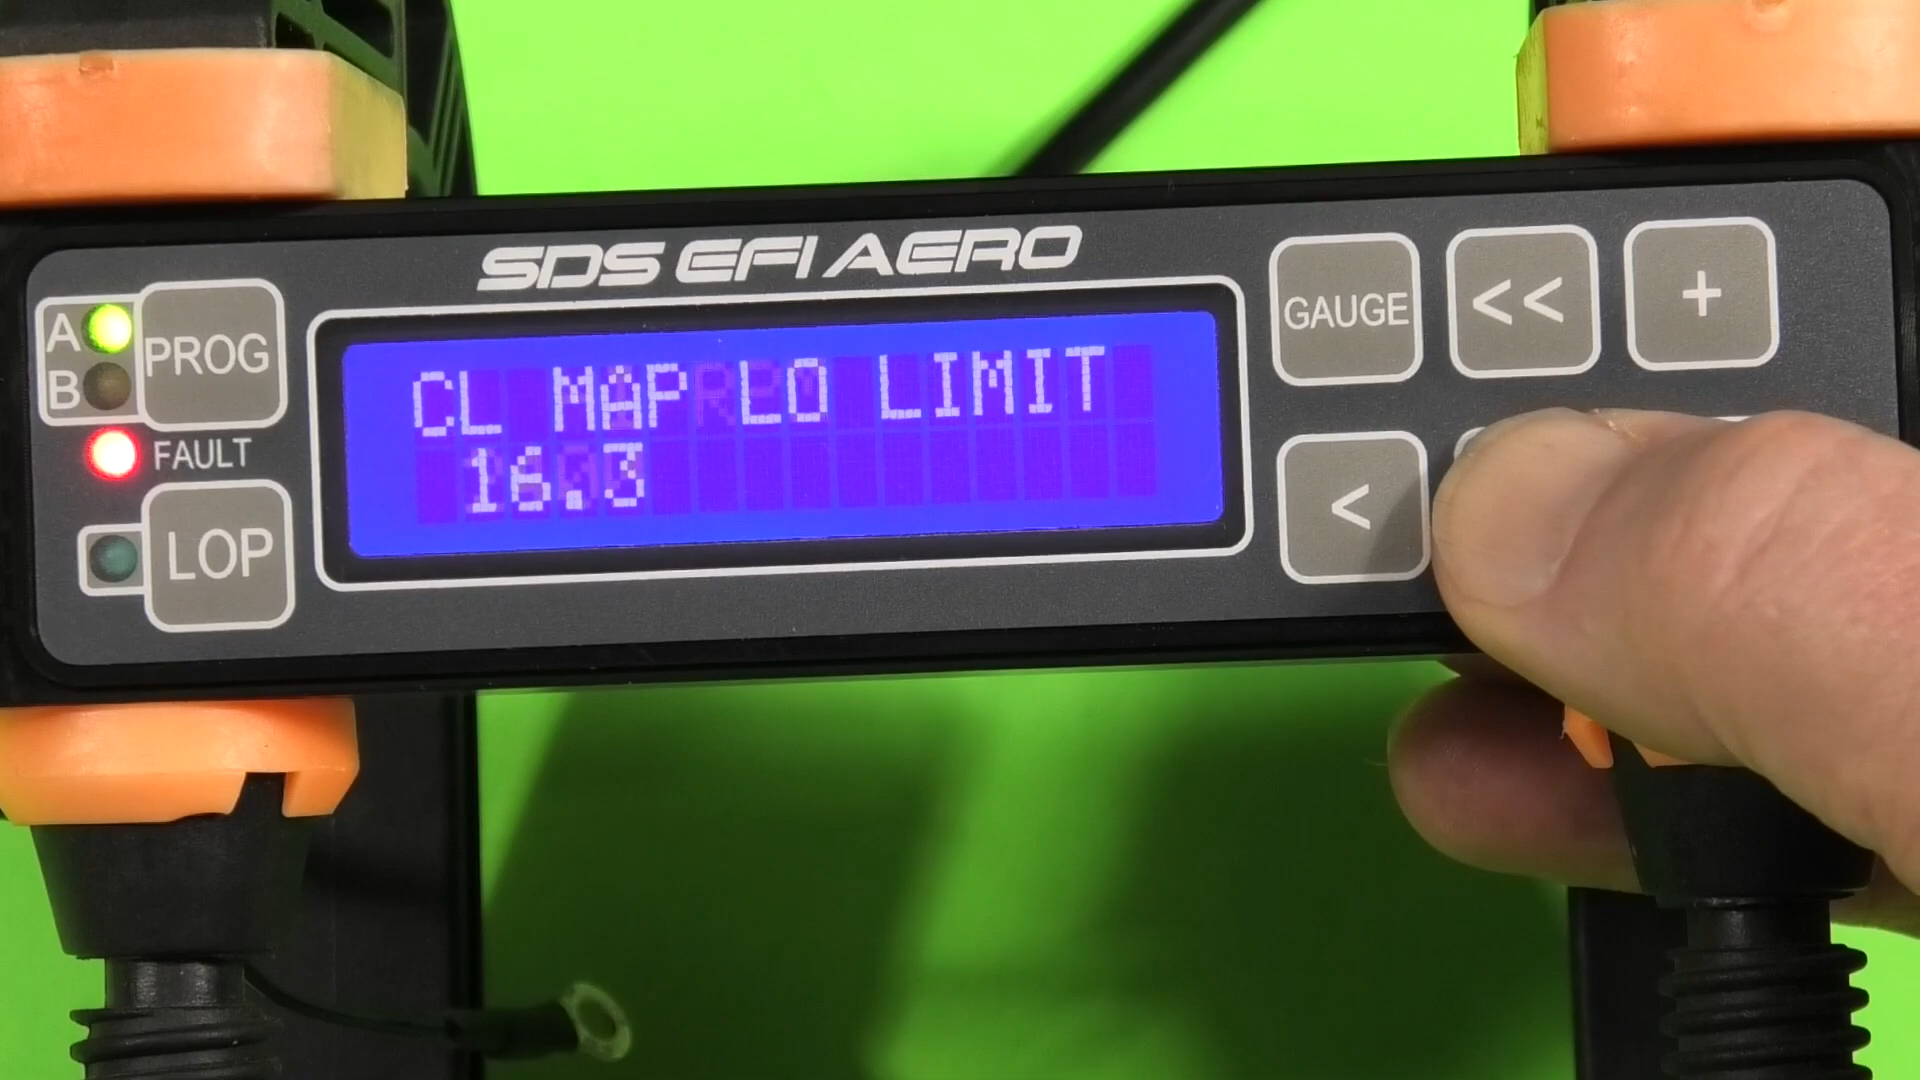 SDS EFI AERO
A
B
PROG
FAULT
LOP
CL MAP LO LIMIT
16.3
GAUGE
<<
+
<